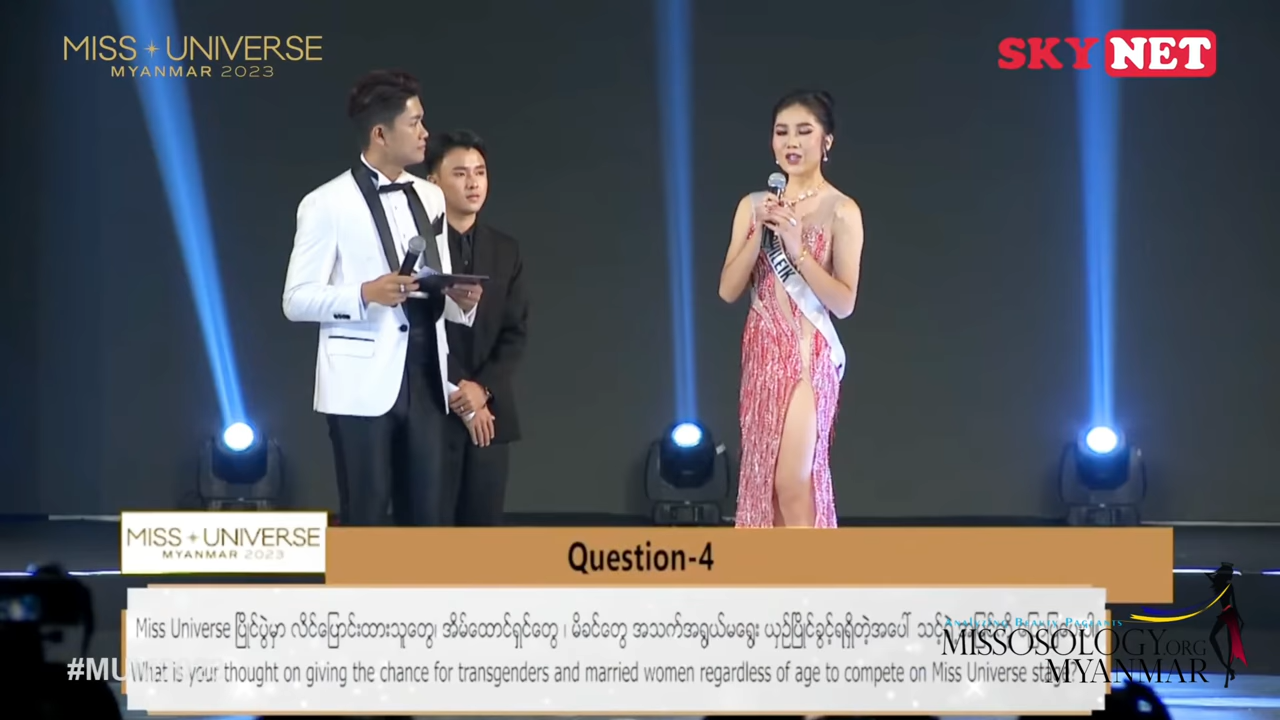 MISS UNIVERSE
MYANMAR 2023
SKY NET
LEIK
MISS UNIVERSE
MYANMAR 2023
Question-4
Miss Universe ပြိုင်ပွဲမှာ လိင်ပြောင်းထားသူတွေ ၊ အိမ်ထောင်ရှင်တွေ ၊ မိခင်တွေ အသက်အရွယ်မရွေး ယှဉ်ပြိုင်ခွင့်ရရှိတဲ့အပေါ်
#MU
What is your thought on giving the chance for transgenders and married women regardless of age to compete on Miss Universe stage
MISSOSOLOGY.ORG
MYANMAR